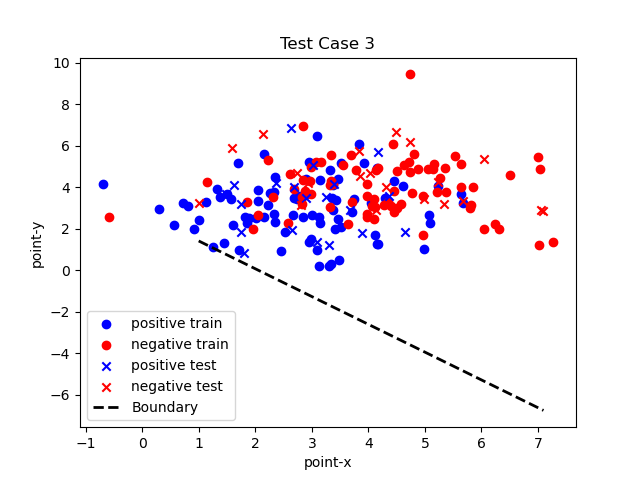 Test Case 3
point-y
10
8
6
4
2
0
−2
−4
−6
positive train
negative train
positive test
negative test
Boundary
−1
0
1
2
3
4
5
6
7
point-x